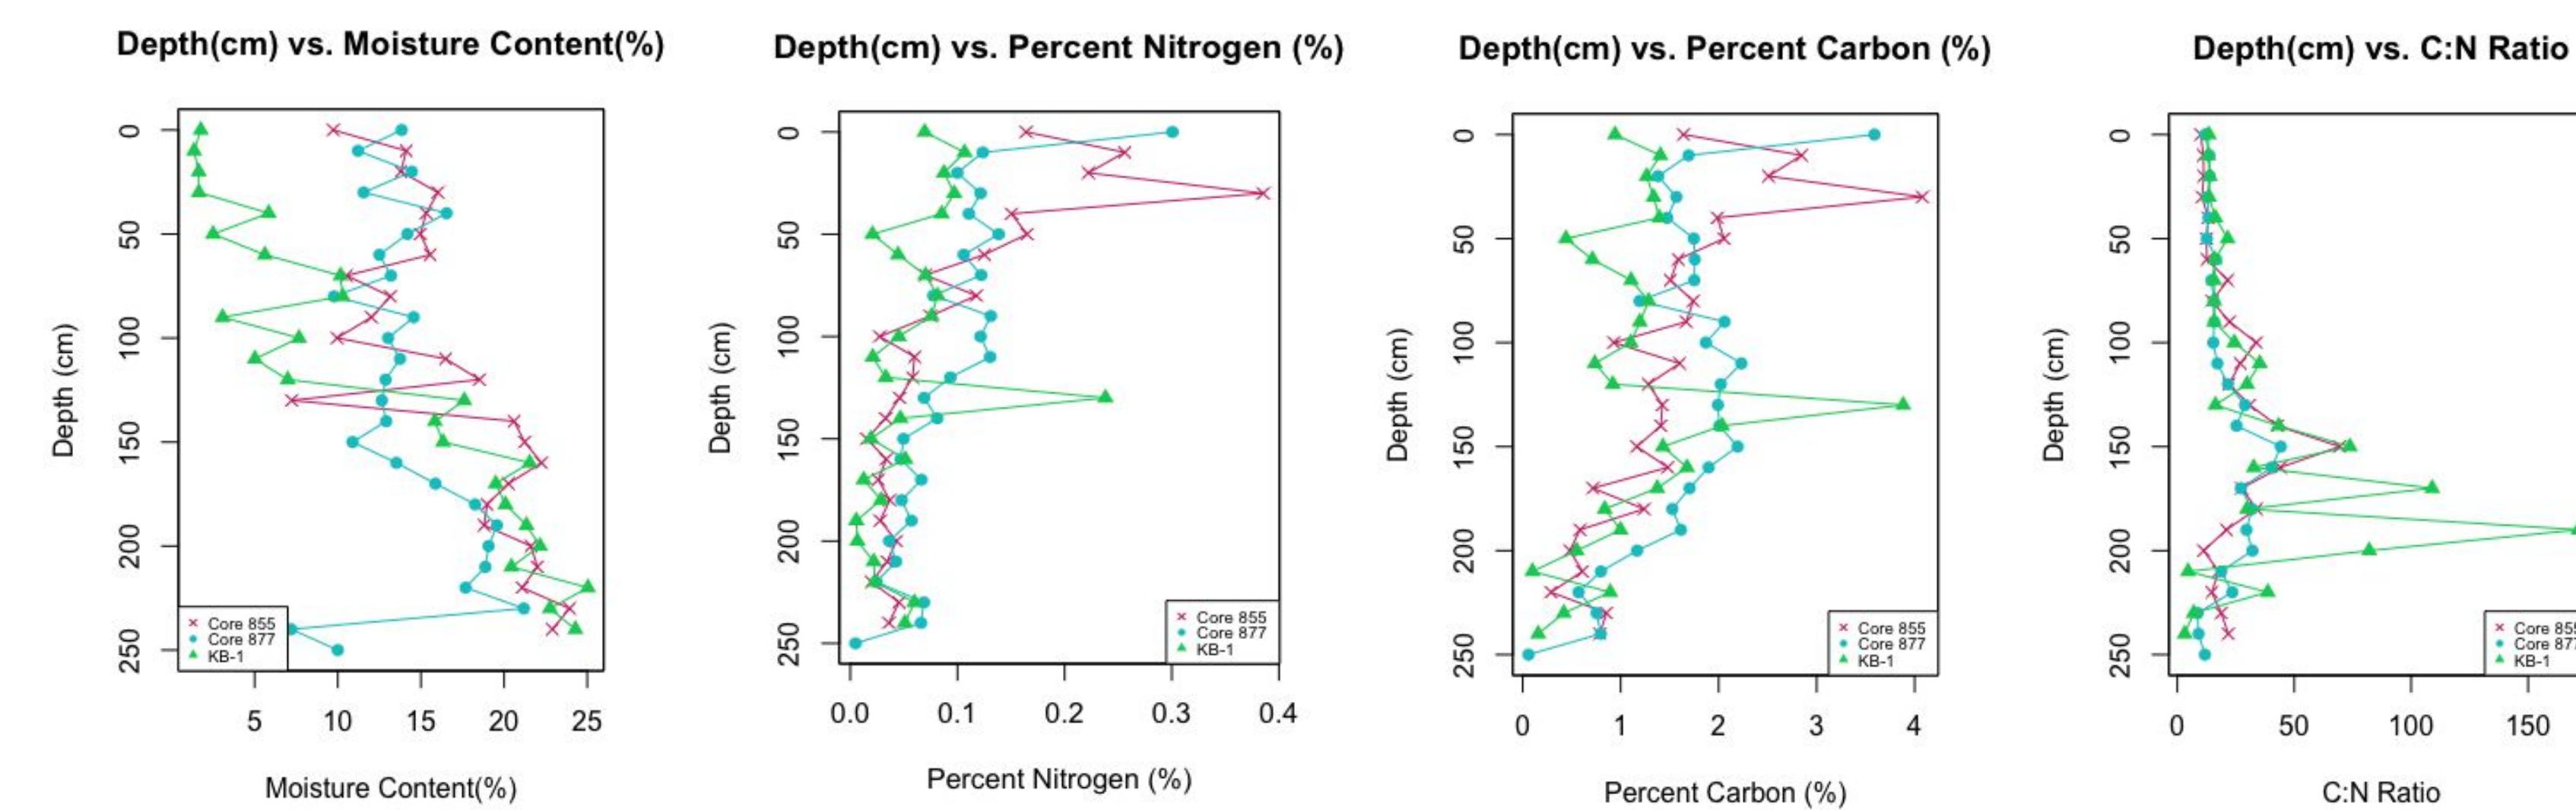 Depth(cm) vs. Moisture Content(%)
Depth (cm)
0
50
100
150
200
250
Core 855
Core 877
KB-1
5 10 15 20 25
Moisture Content(%)
Depth(cm) vs. Percent Nitrogen (%)
Depth (cm)
0
50
100
150
200
250
Core 855
Core 877
KB-1
0.0 0.1 0.2 0.3 0.4
Percent Nitrogen (%)
Depth(cm) vs. Percent Carbon (%)
Depth (cm)
0
50
100
150
200
250
Core 855
Core 877
KB-1
0 1 2 3 4
Percent Carbon (%)
Depth(cm) vs. C:N Ratio
Depth (cm)
0
50
100
150
200
250
Core 855
Core 877
KB-1
0 50 100 150
C:N Ratio